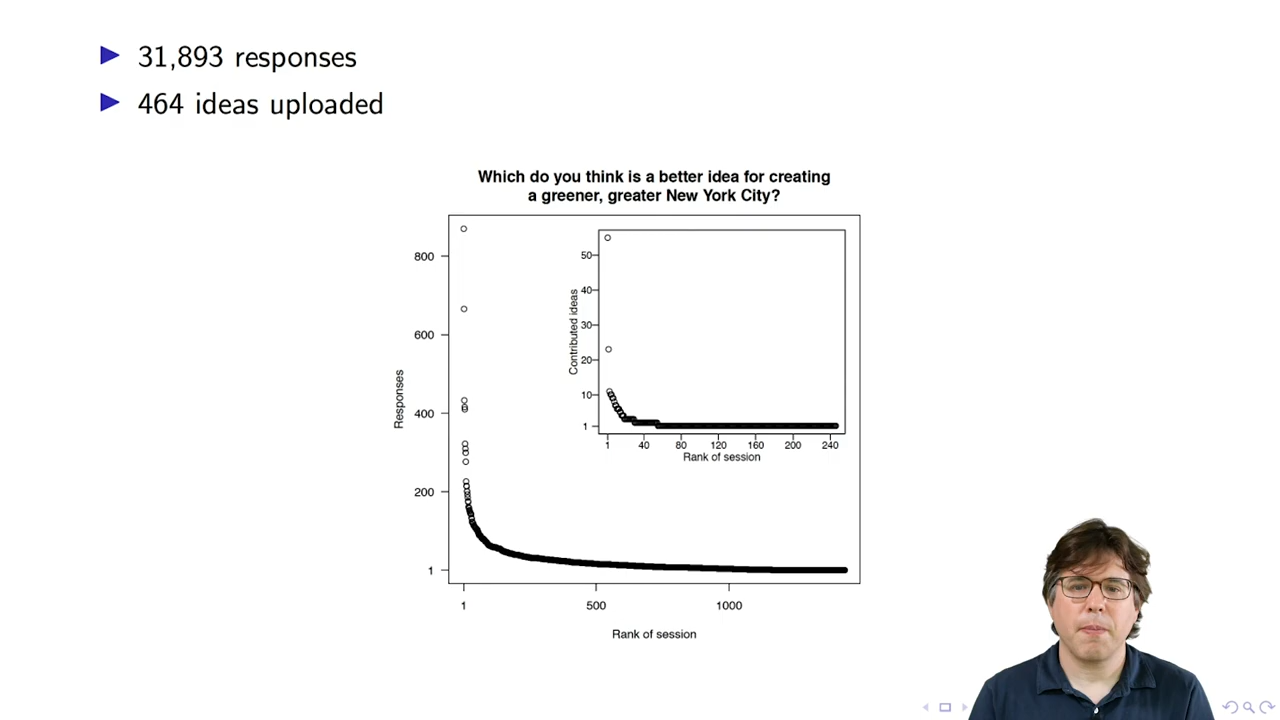 31,893 responses
464 ideas uploaded
Which do you think is a better idea for creating
a greener, greater New York City?
800
600
400
200
1
Responses
1
500
1000
Rank of session
50
40
30
20
10
1
Contributed ideas
1
40
80
120
160
200
240
Rank of session